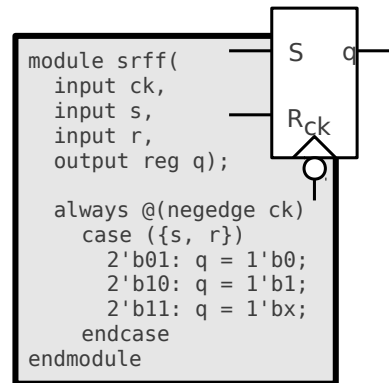 module srff(
  input ck,
  input s,
  input r,
  output reg q);

  always @(negedge ck)
    case ({s, r})
      2'b01: q = 1'b0;
      2'b10: q = 1'b1;
      2'b11: q = 1'bx;
    endcase
endmodule
S
q
R
ck